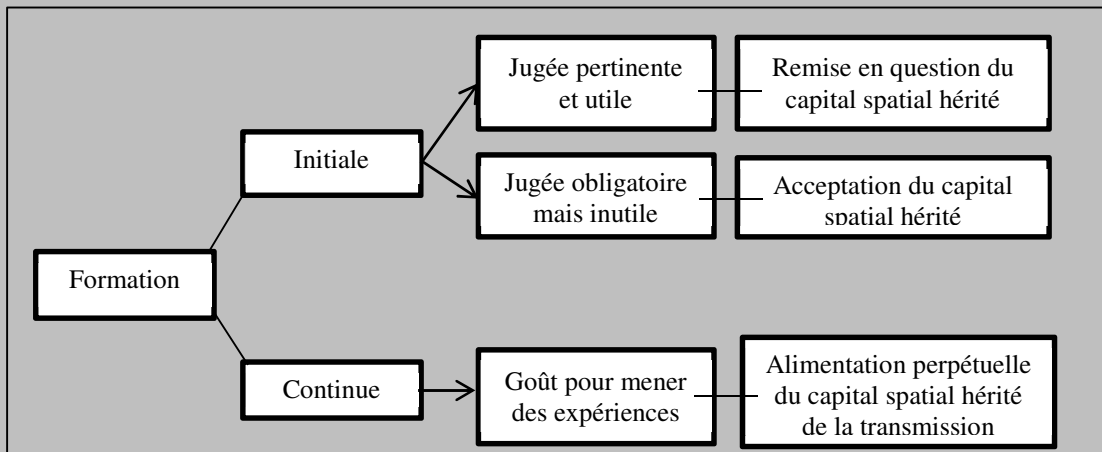 Formation
Initiale
Jugée pertinente
et utile
Remise en question du
capital spatial hérité
Jugée obligatoire
mais inutile
Acceptation du capital
spatial hérité
Continue
Goût pour mener
des expériences
Alimentation perpétuelle
du capital spatial hérité
de la transmission